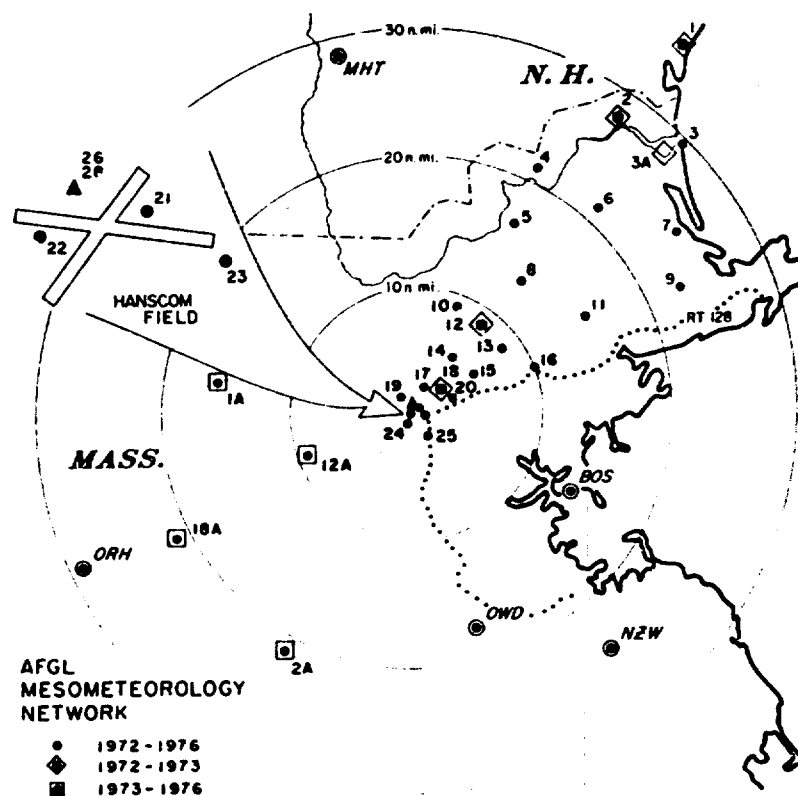 30 n.mi.
1
MHT
N.H.
2
3
3A
20 n.mi.
4
26
28
21
6
5
7
22
23
8
9
10 n.mi.
10
HANSCOM
FIELD
12
11
RT 128
14
13
16
17
18
15
1A
19
20
24
25
MASS.
12A
BOS
18A
ORH
OWD
NZW
2A
AFGL
MESOMETEOROLOGY
NETWORK
1972-1976
1972-1973
1973-1976